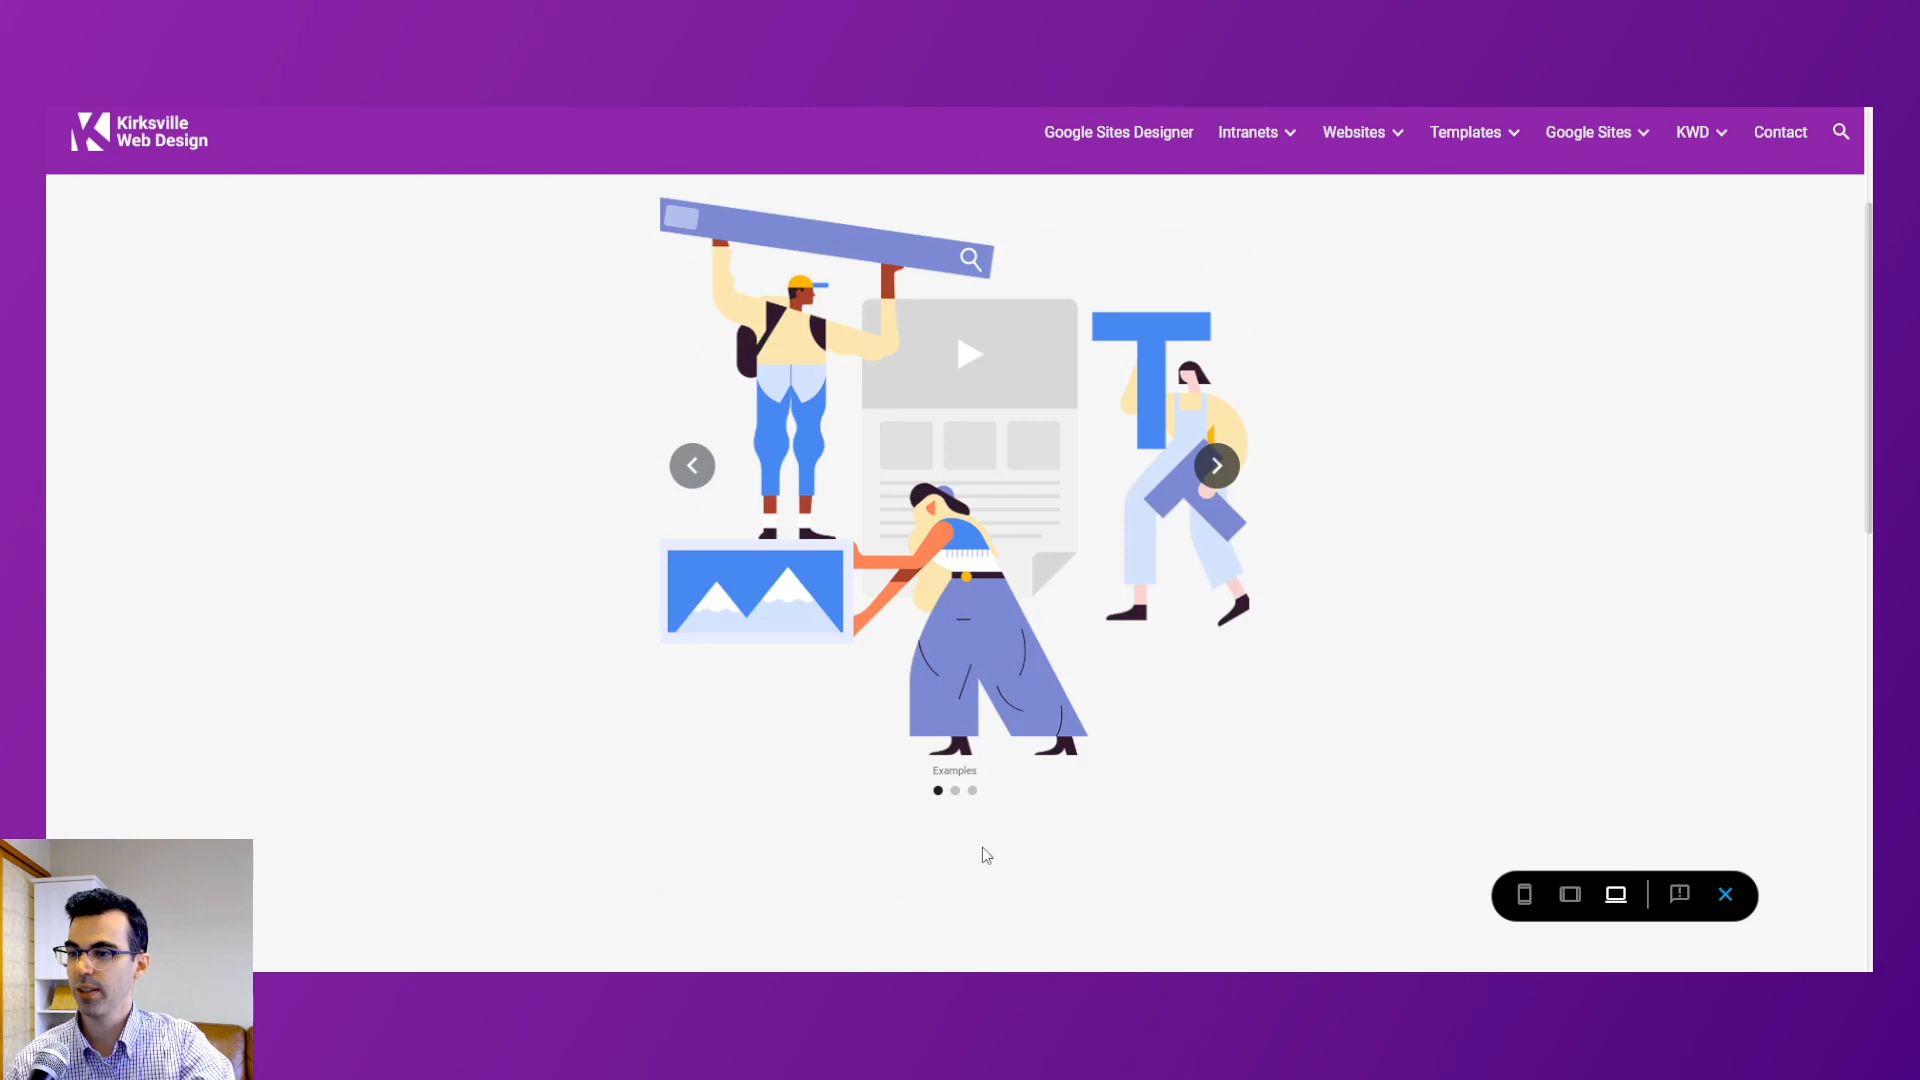 Kirksville
Web Design
Google Sites Designer Intranets Websites Templates Google Sites KWD Contact
T
Examples